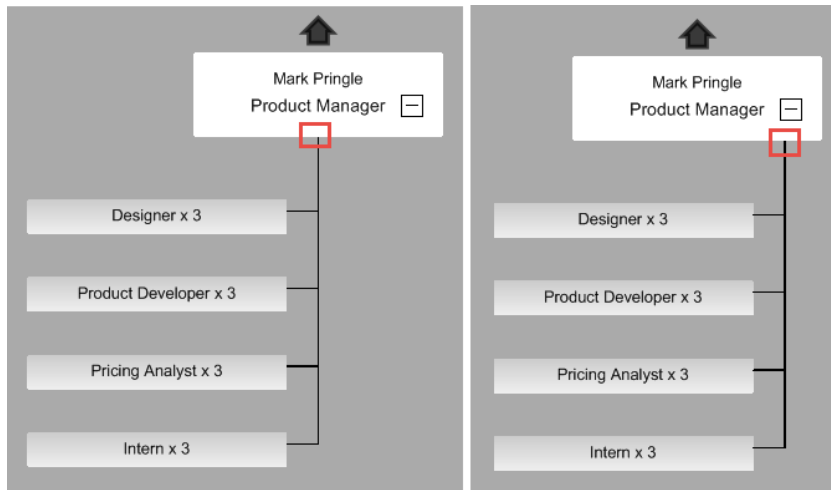 Mark Pringle
Product Manager
Designer x 3
Product Developer x 3
Pricing Analyst x 3
Intern x 3
Mark Pringle
Product Manager
Designer x 3
Product Developer x 3
Pricing Analyst x 3
Intern x 3